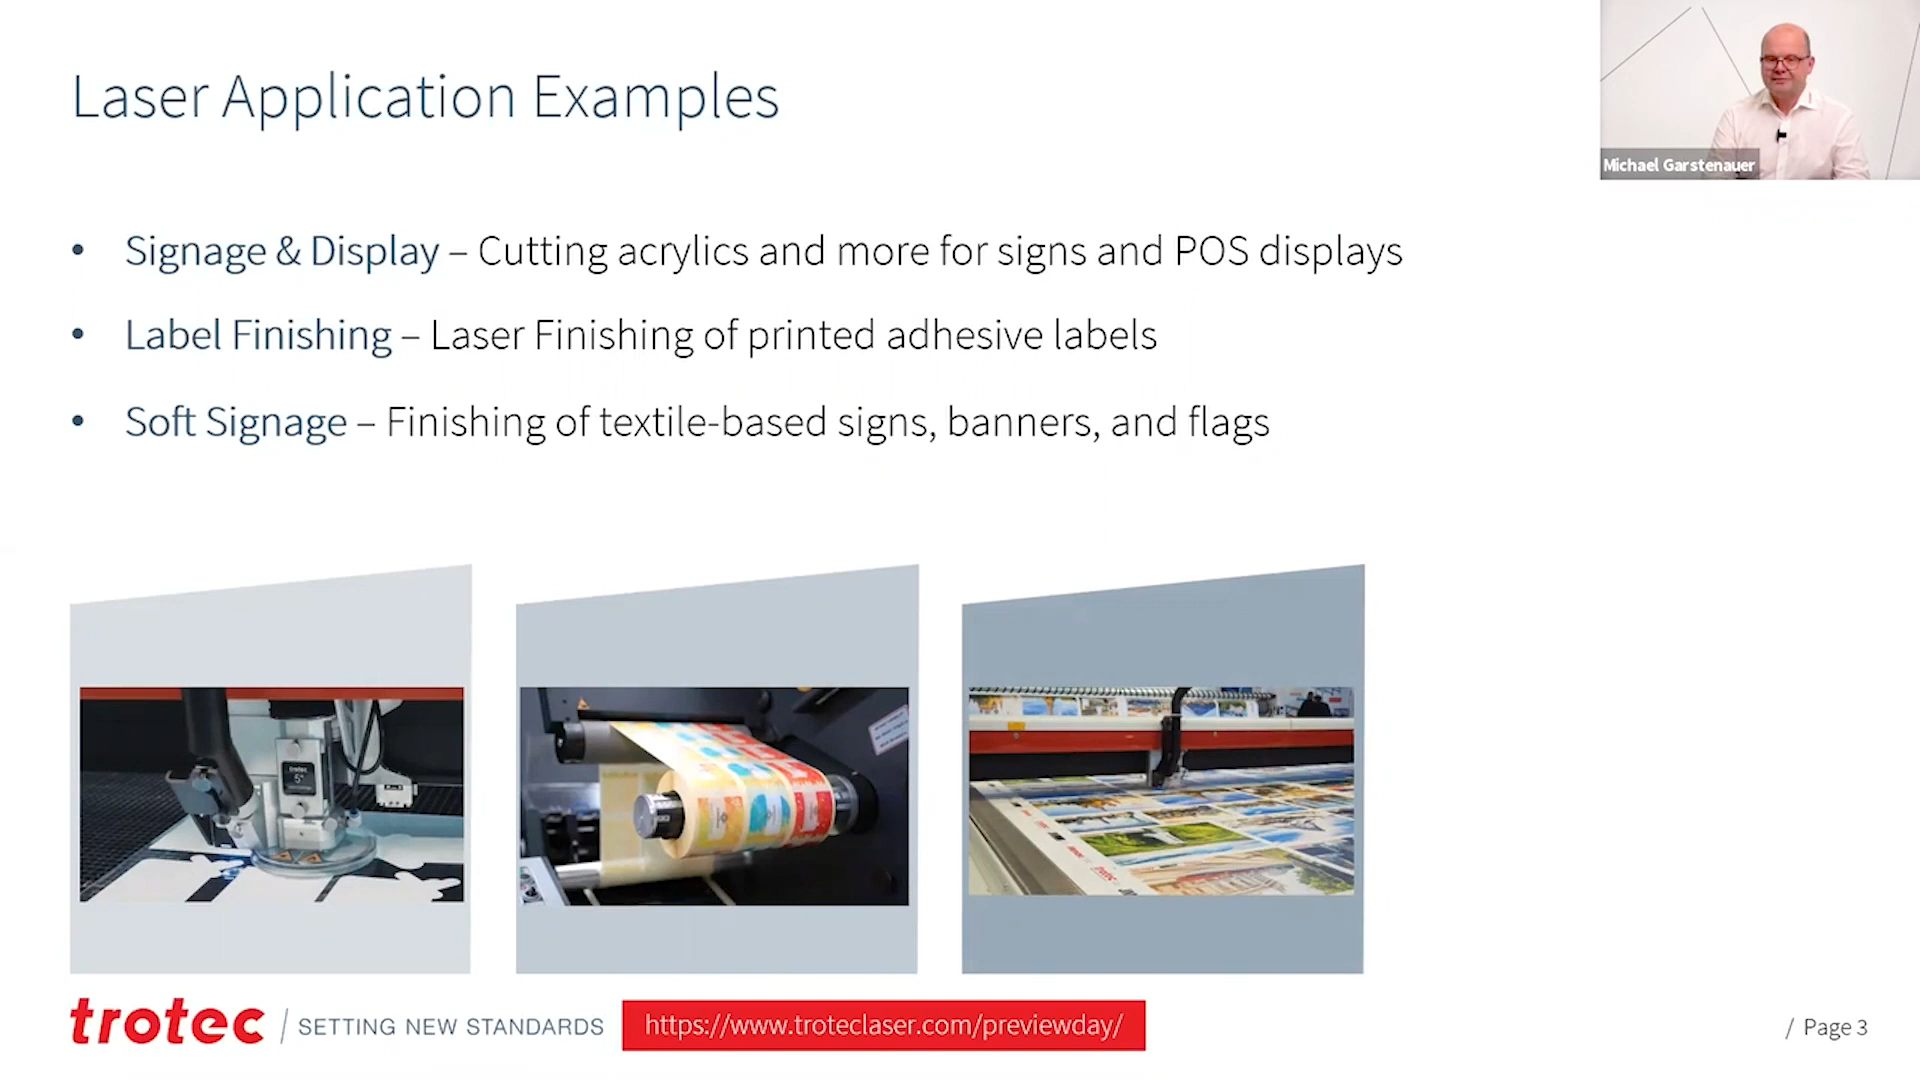 Laser Application Examples
Michael Garstenauer
• Signage & Display – Cutting acrylics and more for signs and POS displays
• Label Finishing – Laser Finishing of printed adhesive labels
• Soft Signage – Finishing of textile-based signs, banners, and flags
trotec
5"
trotec
trotec / SETTING NEW STANDARDS
https://www.troteclaser.com/previewday/
/ Page 3